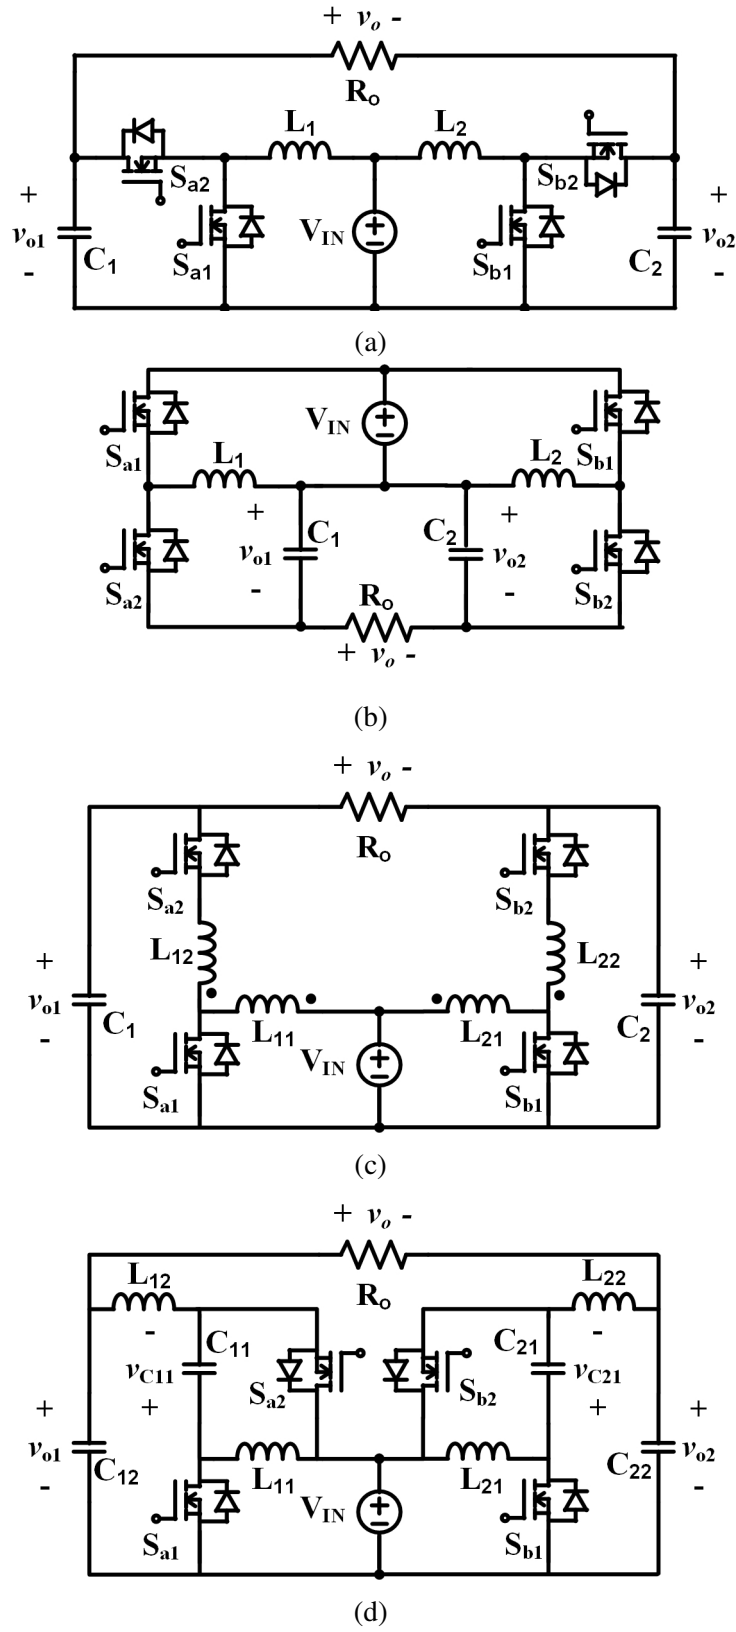 + vo -
Ro
L1 L2
Sa2 Sb2
+ +
vo1 C1 Sa1 VIN Sb1 C2 vo2
- -
(a)
VIN
Sa1 L1 L2 Sb1
+ +
C1 C2
vo1 vo2
- -
Sa2 Ro Sb2
+ vo -
(b)
+ vo -
Ro
Sa2 Sb2
L12 L22
+ +
vo1 C1 L11 L21 C2 vo2
- -
Sa1 VIN Sb1
(c)
+ vo -
L12 Ro L22
- -
C11 C21
vC11 Sa2 Sb2 vC21
+ +
+ +
vo1 C12 L11 L21 C22 vo2
- -
Sa1 VIN Sb1
(d)